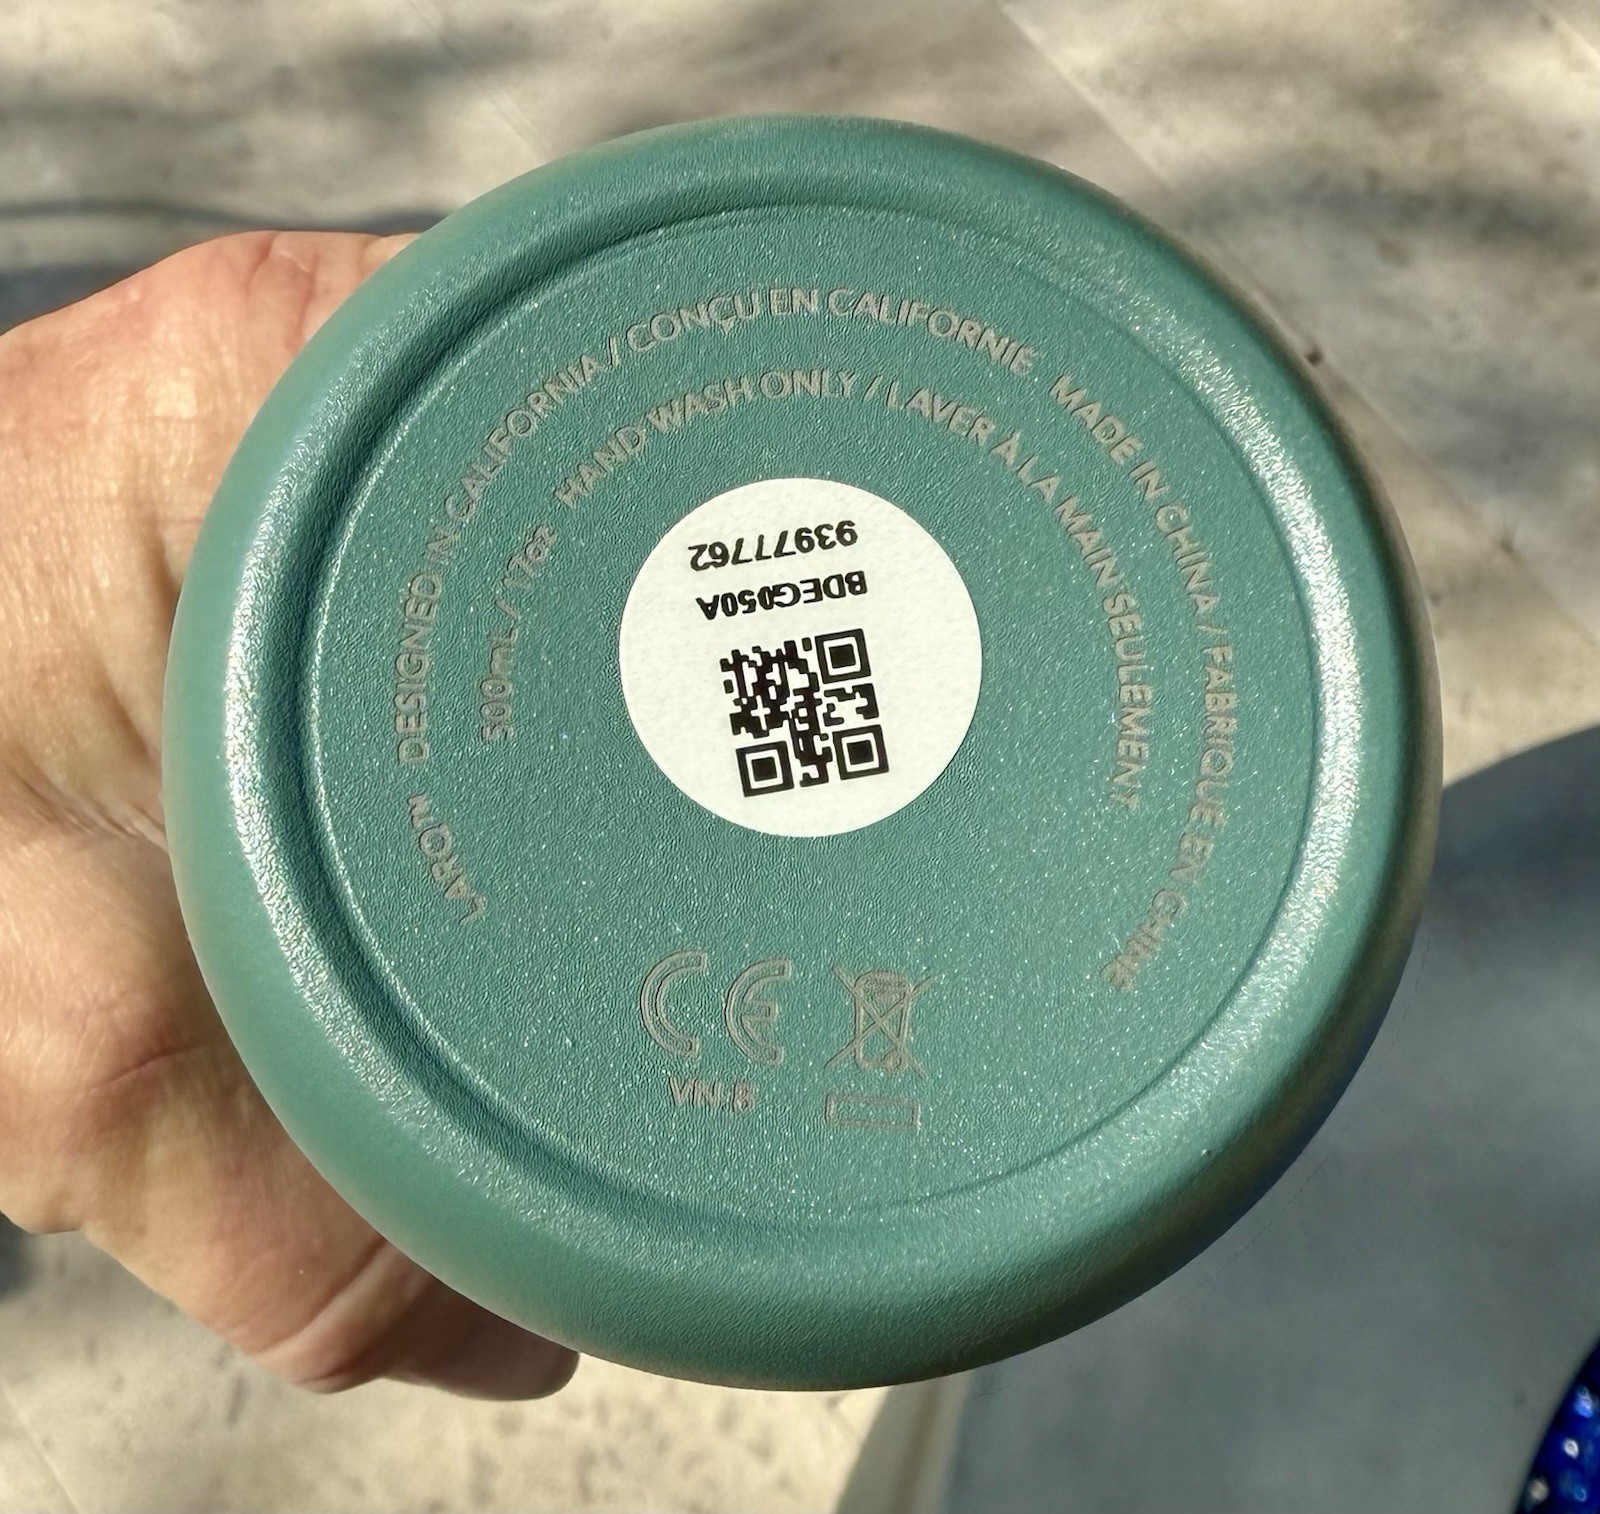 LARQ™ DESIGNED IN CALIFORNIA / CONÇU EN CALIFORNIE MADE IN CHINA / FABRIQUÉ EN CHINE
500mL / 17oz HAND-WASH ONLY / LAVER À LA MAIN SEULEMENT
BDEG050A
93977762
CE
VN:8